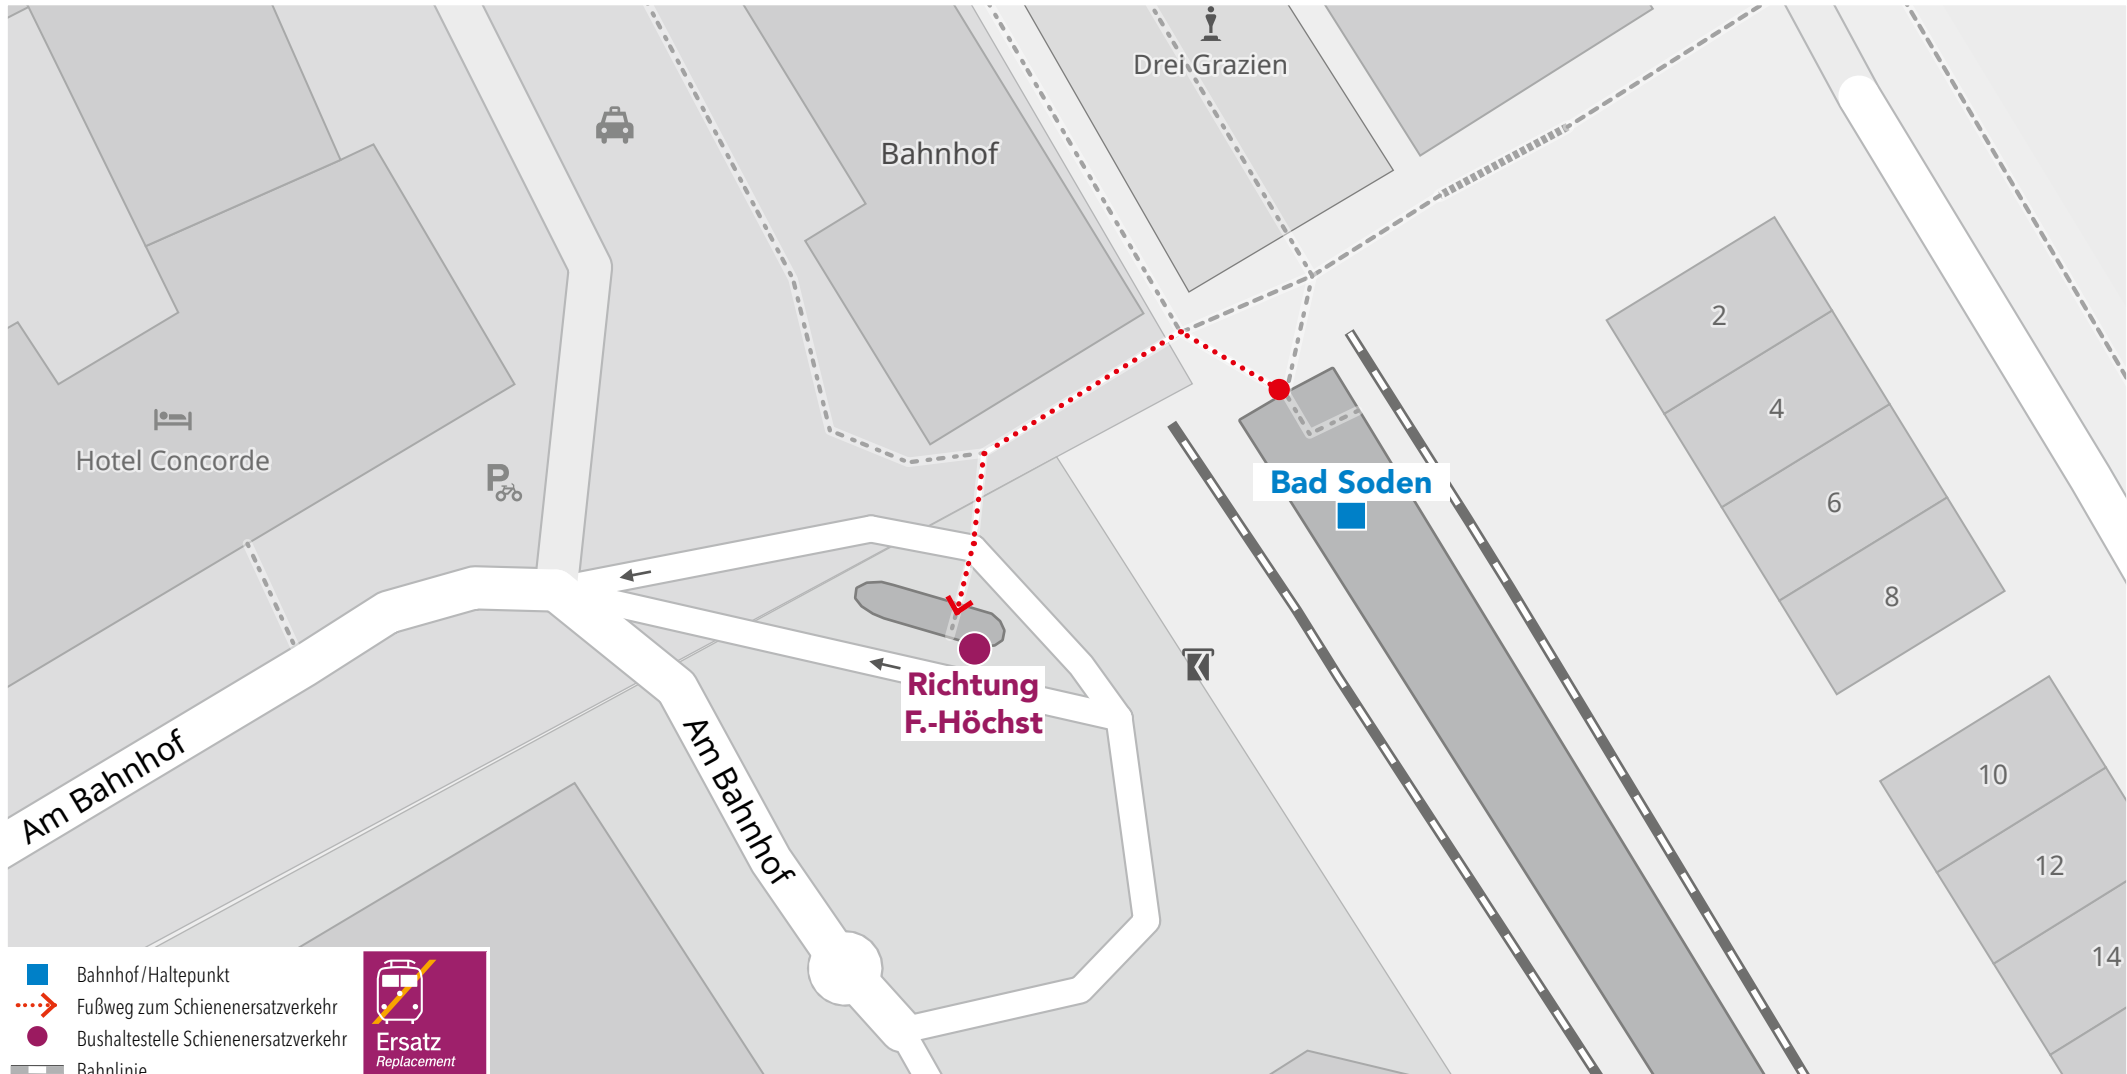 Drei Grazien
Bahnhof
2
4
Hotel Concorde
P
Bad Soden
6
8
Richtung
F.-Höchst
Am Bahnhof
Am Bahnhof
10
12
14
Bahnhof/Haltepunkt
Fußweg zum Schienenersatzverkehr
Bushaltestelle Schienenersatzverkehr
Bahnlinie
Ersatz
Replacement